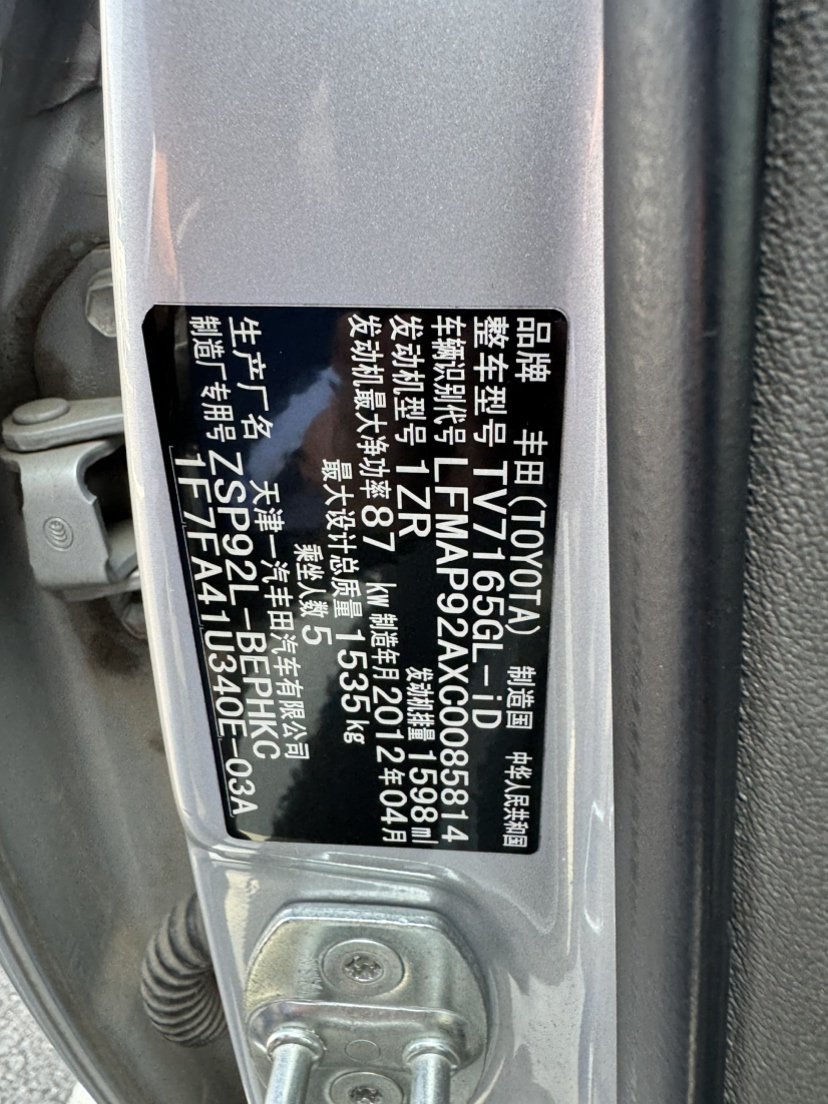 品牌 丰田(TOYOTA) 制造国 中华人民共和国
整车型号 TV7165GL-iD
车辆识别代号 LFMAP92AXC0085814
发动机型号 1ZR 发动机排量 1598ml
发动机最大净功率 87 kW 制造年月 2012年04月
最大设计总质量 1535kg
乘坐人数 5
生产厂名 天津一汽丰田汽车有限公司
制造厂专用号 ZSP92L-BEPHKC
1F7FA41U340E-03A